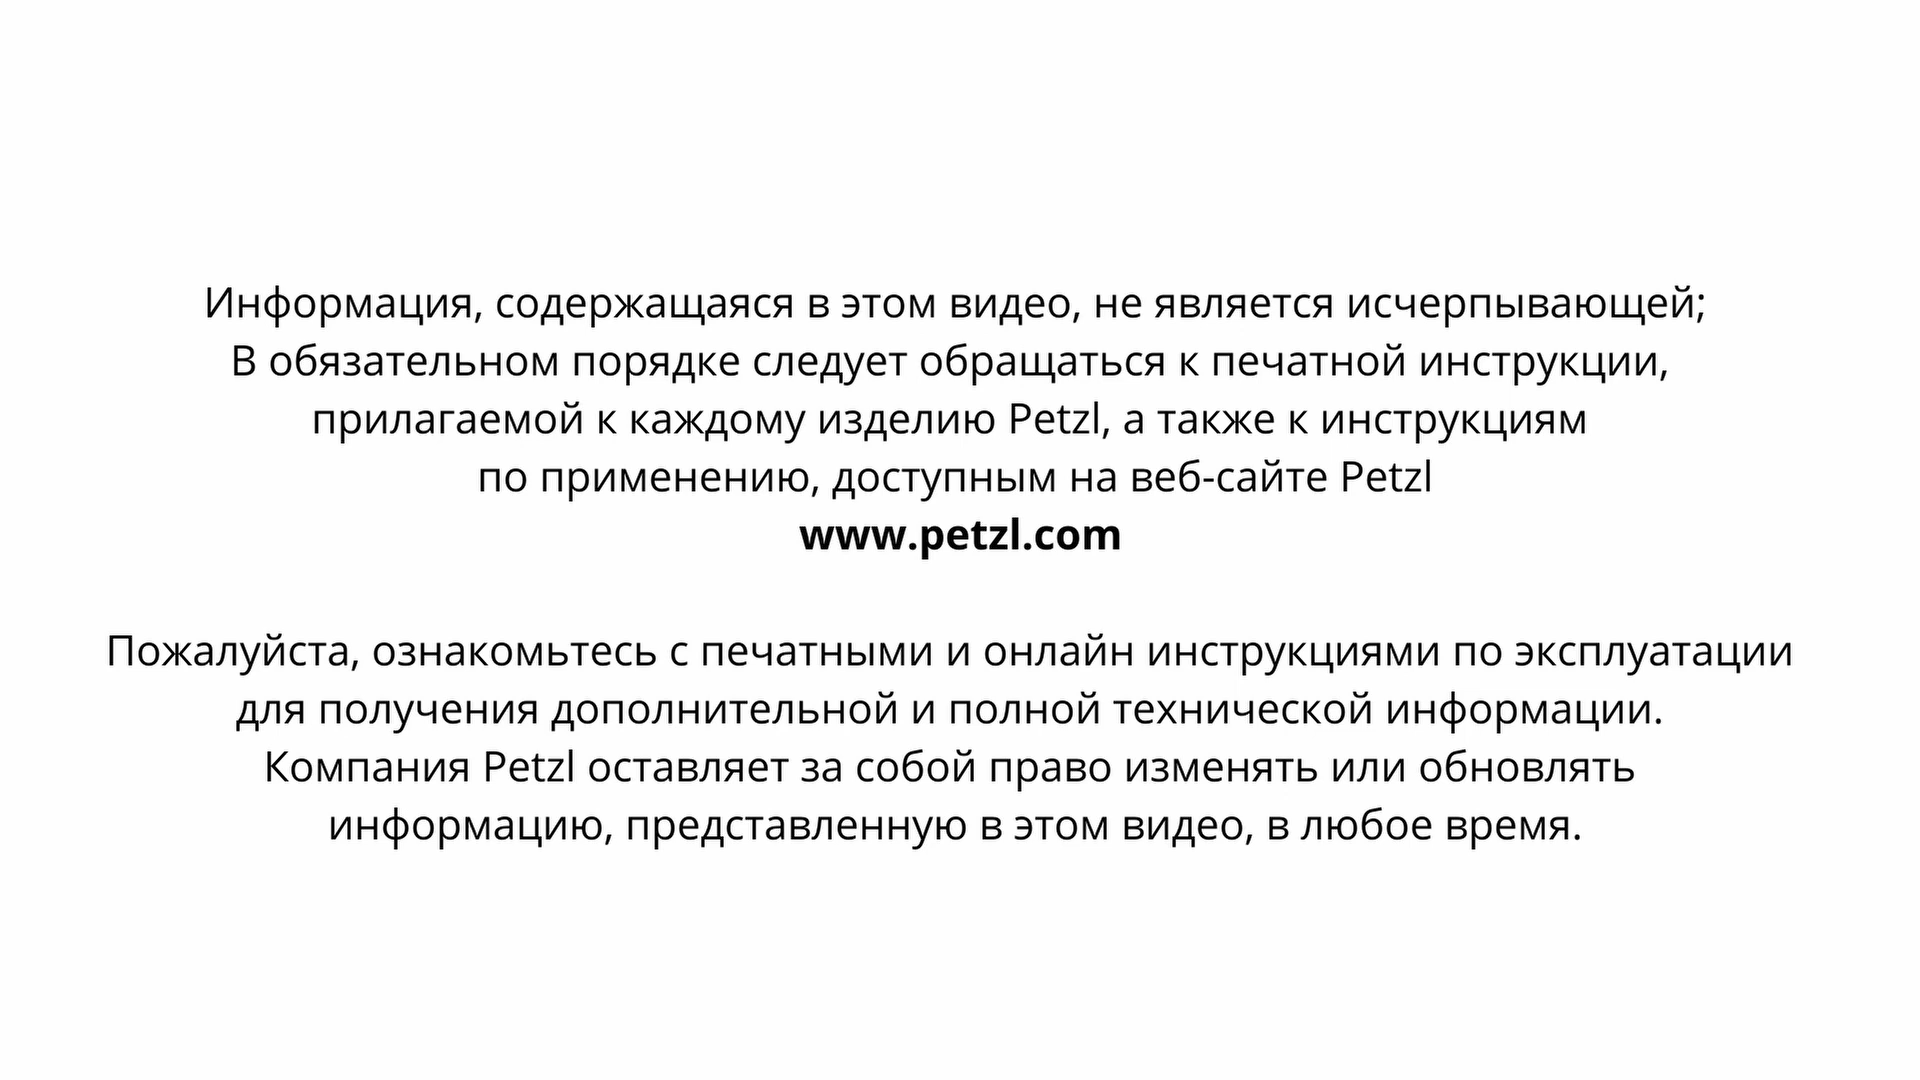 Информация, содержащаяся в этом видео, не является исчерпывающей;
В обязательном порядке следует обращаться к печатной инструкции,
прилагаемой к каждому изделию Petzl, а также к инструкциям
по применению, доступным на веб-сайте Petzl
www.petzl.com
Пожалуйста, ознакомьтесь с печатными и онлайн инструкциями по эксплуатации
для получения дополнительной и полной технической информации.
Компания Petzl оставляет за собой право изменять или обновлять
информацию, представленную в этом видео, в любое время.